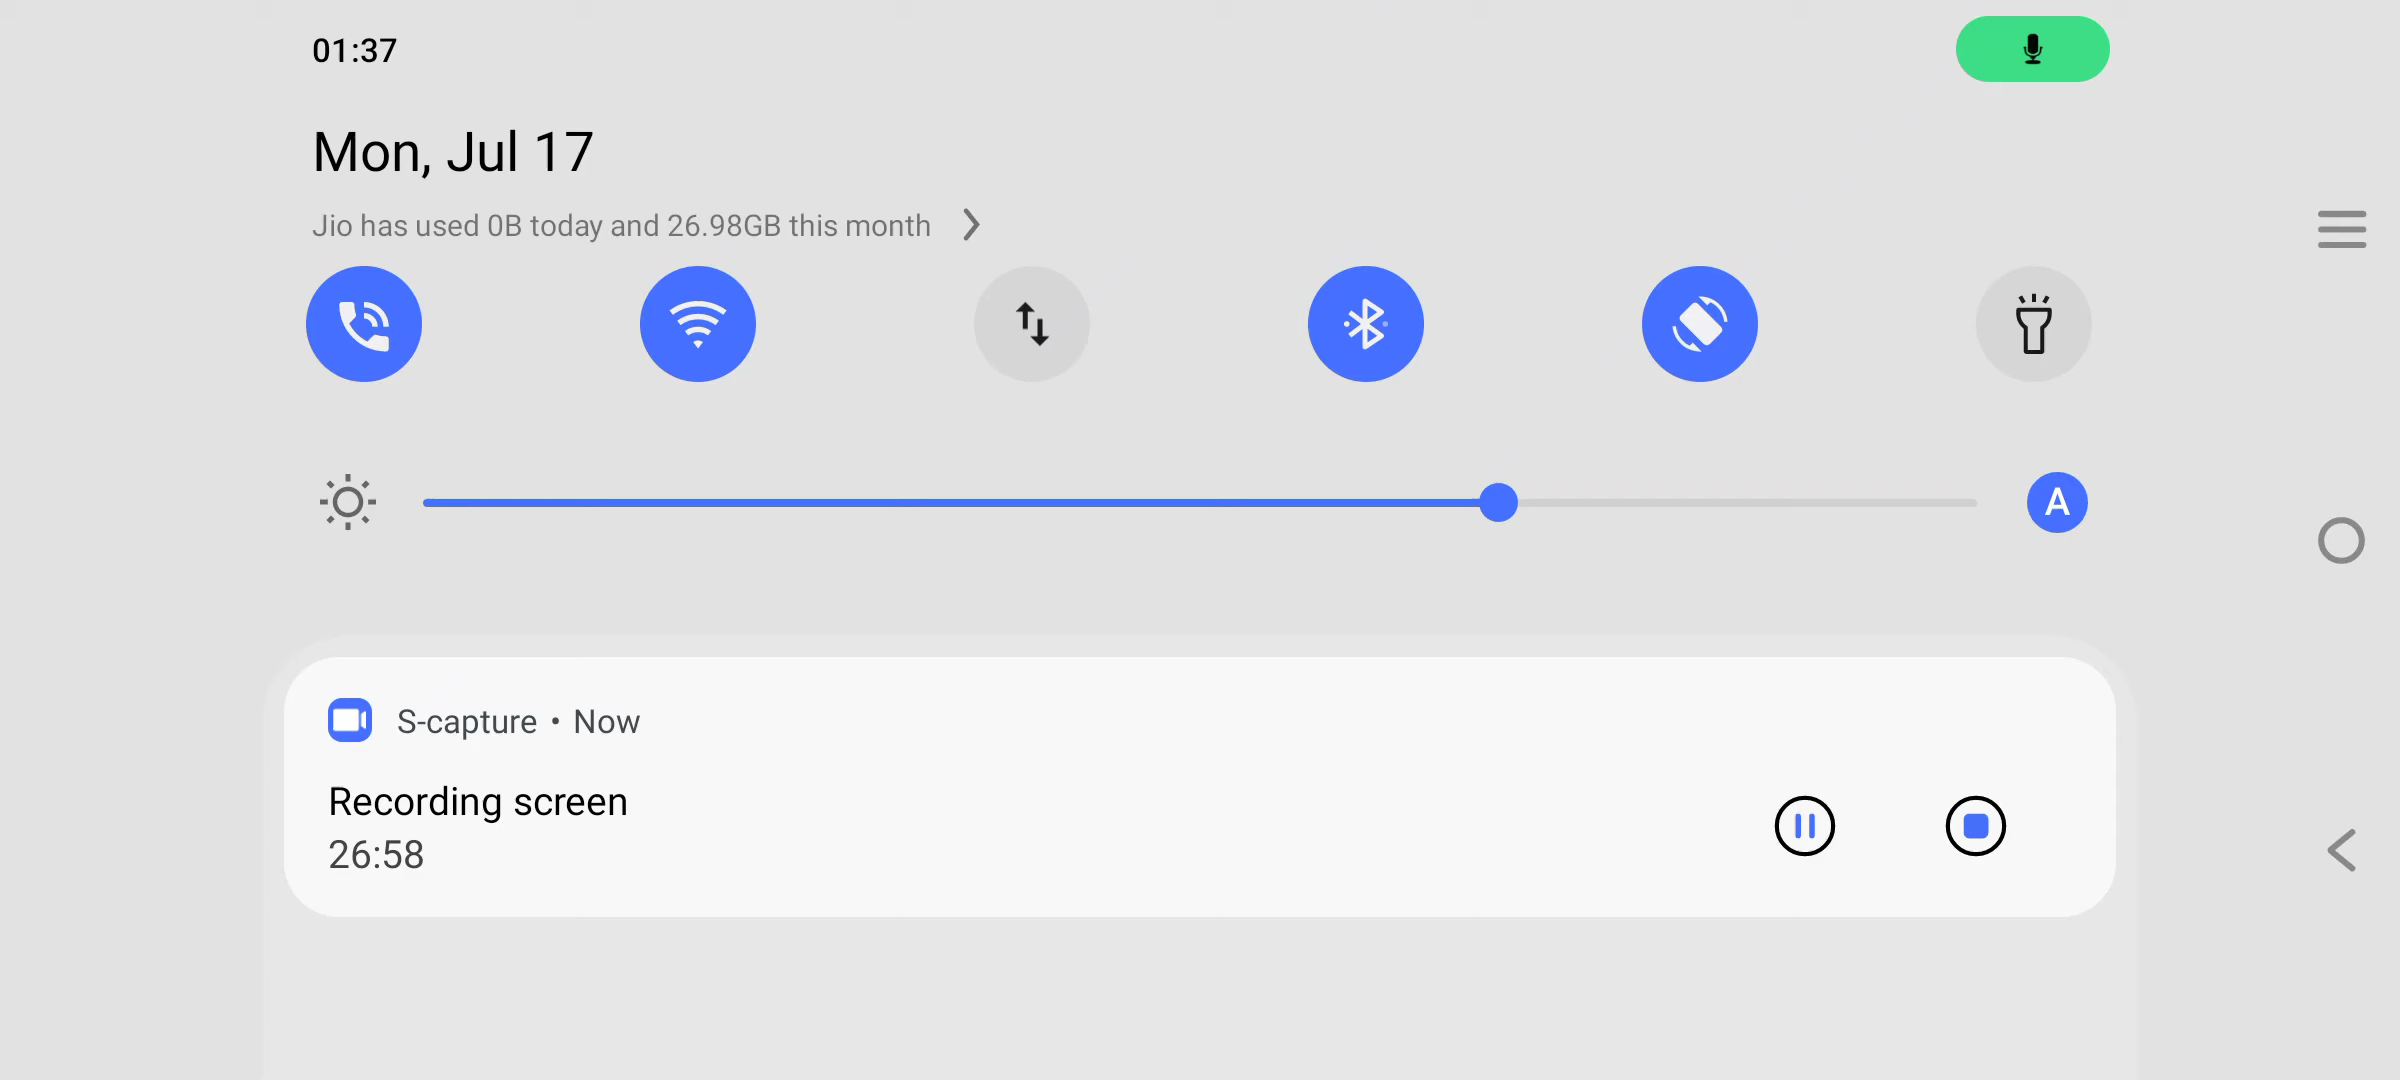 01:37
Mon, Jul 17
Jio has used 0B today and 26.98GB this month
A
S-capture • Now
Recording screen
26:58